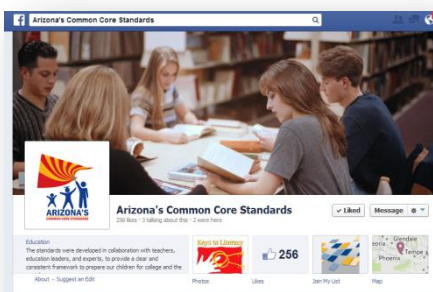 Arizona's Common Core Standards
ARIZONA'S
COMMON CORE STANDARDS
Arizona's Common Core Standards
256 likes · 3 talking about this · 2 were here
Liked
Message
Education
The standards were developed in collaboration with teachers,
education leaders, and experts, to provide a clear and
consistent framework to prepare our children for college and the
About – Suggest an Edit
Keys to Literacy
Photos
256
Likes
Join My List
Glendale
Phoenix
Tempe
Map